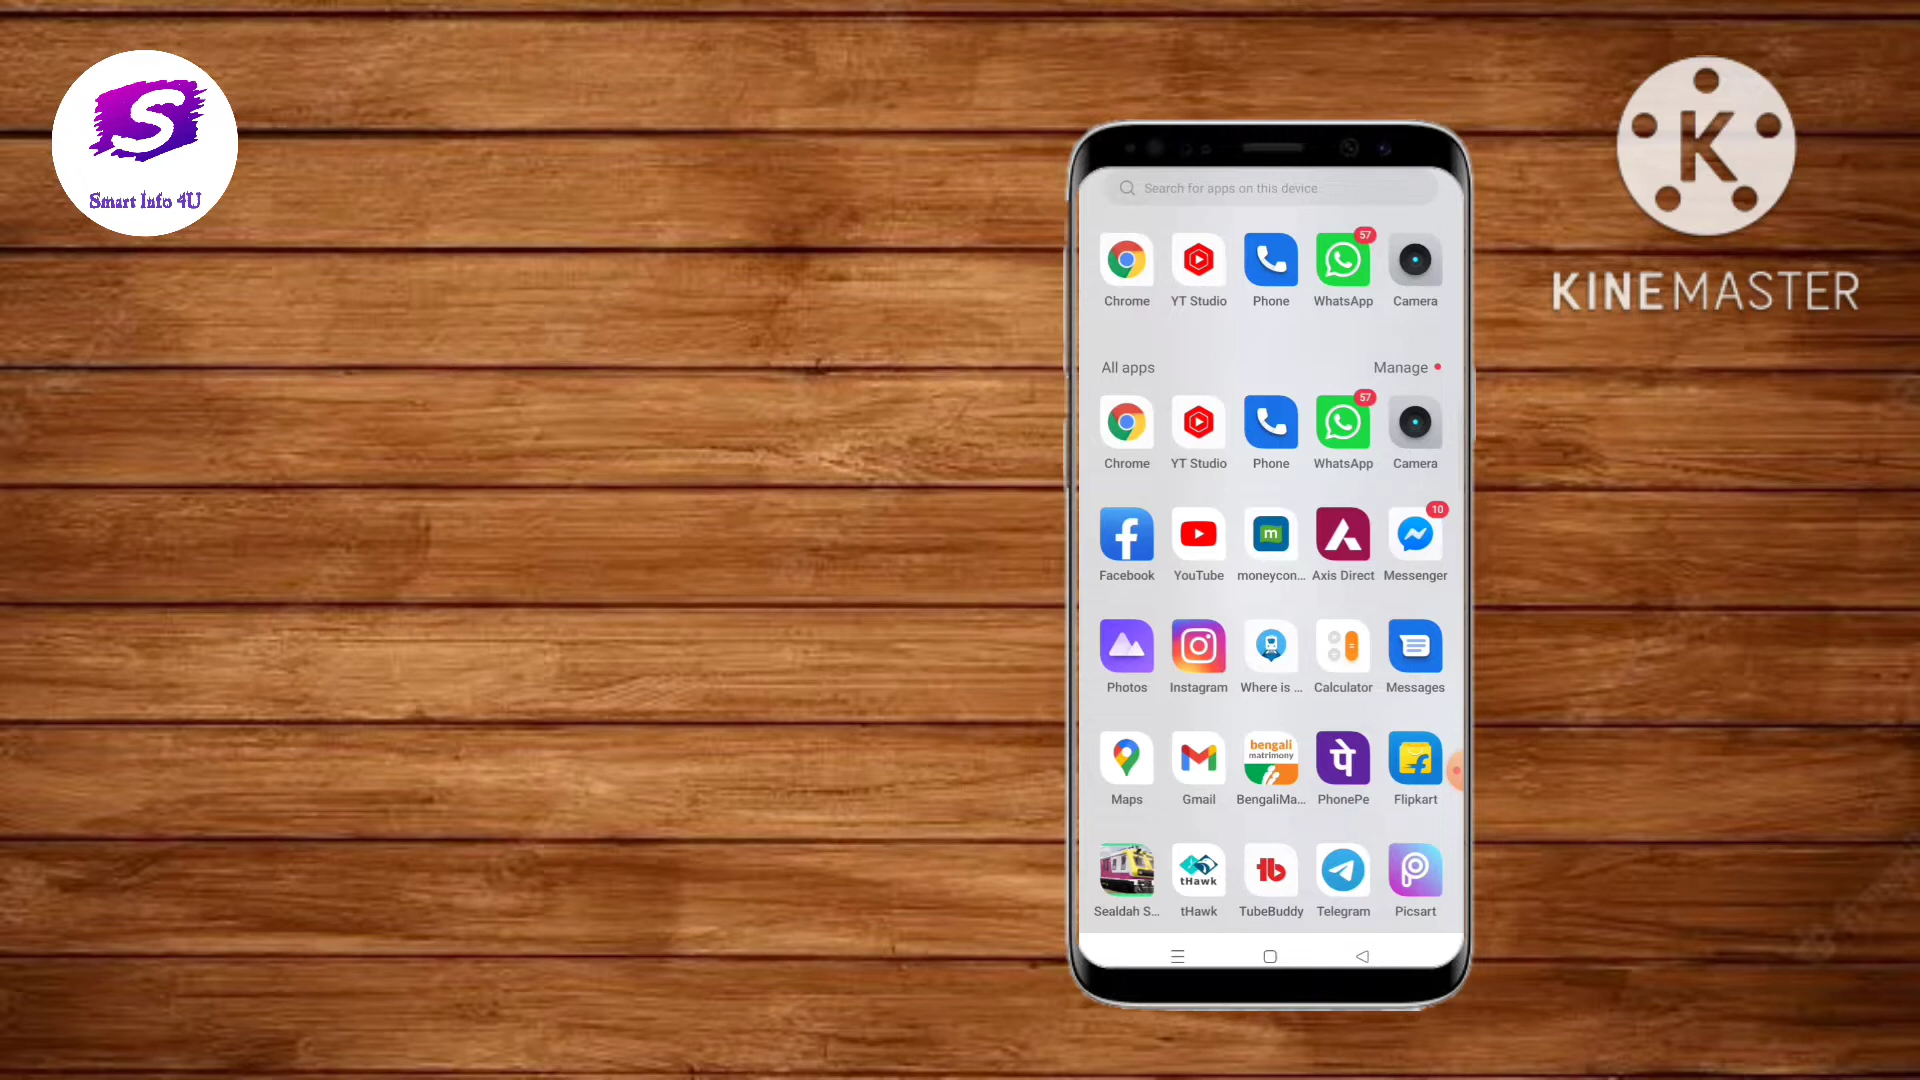 S
Smart Info 4U
K
KINEMASTER
Search for apps on this device
57
Chrome YT Studio Phone WhatsApp Camera
All apps Manage
57
Chrome YT Studio Phone WhatsApp Camera
10
m
Facebook YouTube moneycon... Axis Direct Messenger
Photos Instagram Where is ... Calculator Messages
bengali
matrimony
पे
Maps Gmail BengaliMa... PhonePe Flipkart
tHawk
tb
Sealdah S... tHawk TubeBuddy Telegram Picsart